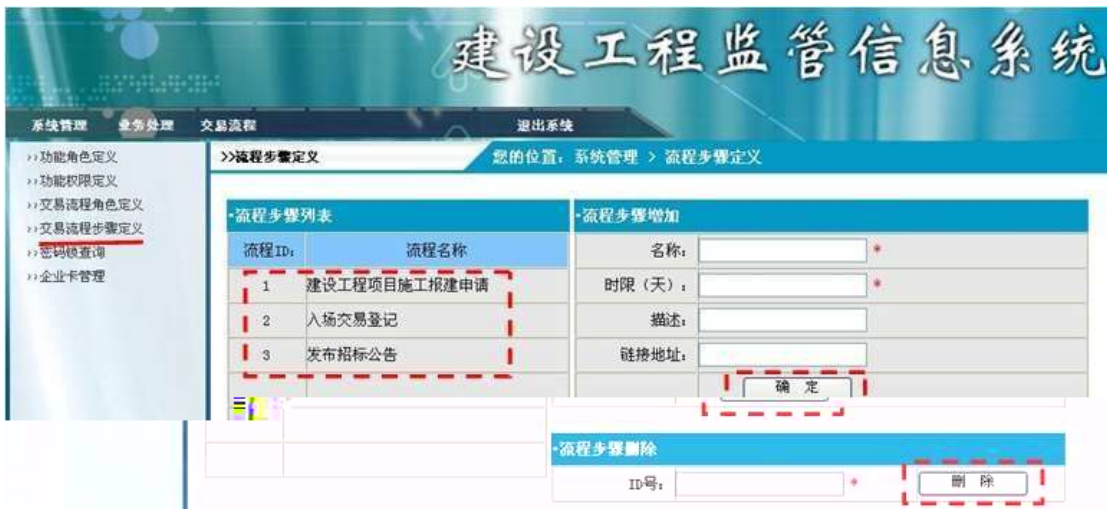 建设工程监管信息系统
系统管理 业务处理 交易流程 退出系统
>>功能角色定义
>>功能权限定义
>>交易流程角色定义
>>交易流程步骤定义
>>密码锁查询
>>企业卡管理
>>流程步骤定义
您的位置：系统管理 > 流程步骤定义
·流程步骤列表
流程ID: 流程名称
1 建设工程项目施工报建申请
2 入场交易登记
3 发布招标公告
·流程步骤增加
名称: *
时限（天）: *
描述:
链接地址:
确 定
·流程步骤删除
ID号: *
删 除